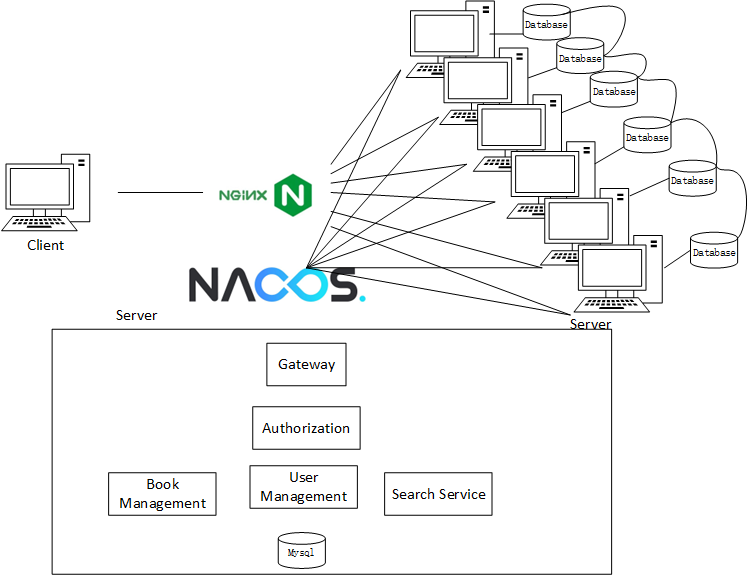 Database
Database
Database
Database
Database
Database
NGINX
N
Client
NACOS.
Server
Server
Gateway
Authorization
Book
Management
User
Management
Search Service
Mysql